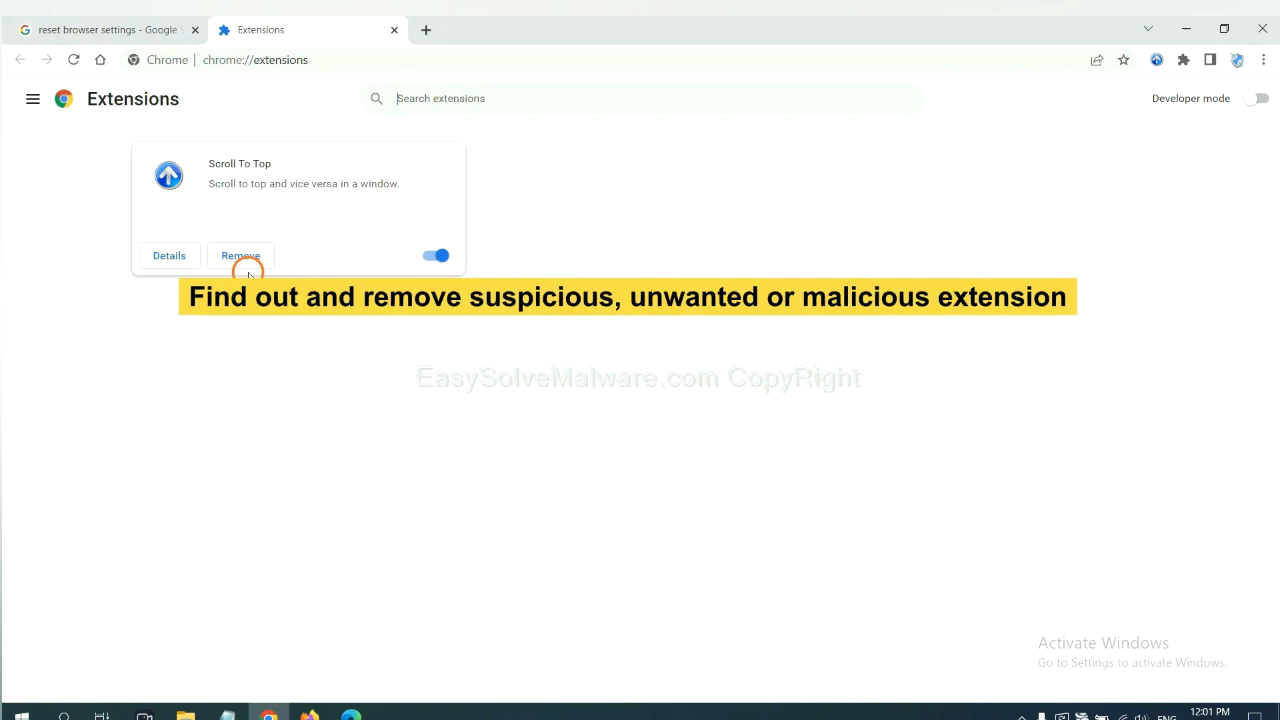 reset browser settings - Google
Extensions
Chrome
chrome://extensions
Extensions
Search extensions
Developer mode
Scroll To Top
Scroll to top and vice versa in a window.
Details
Remove
Find out and remove suspicious, unwanted or malicious extension
EasySolveMalware.com CopyRight
Activate Windows
Go to Settings to activate Windows.
12:01 PM
ENG